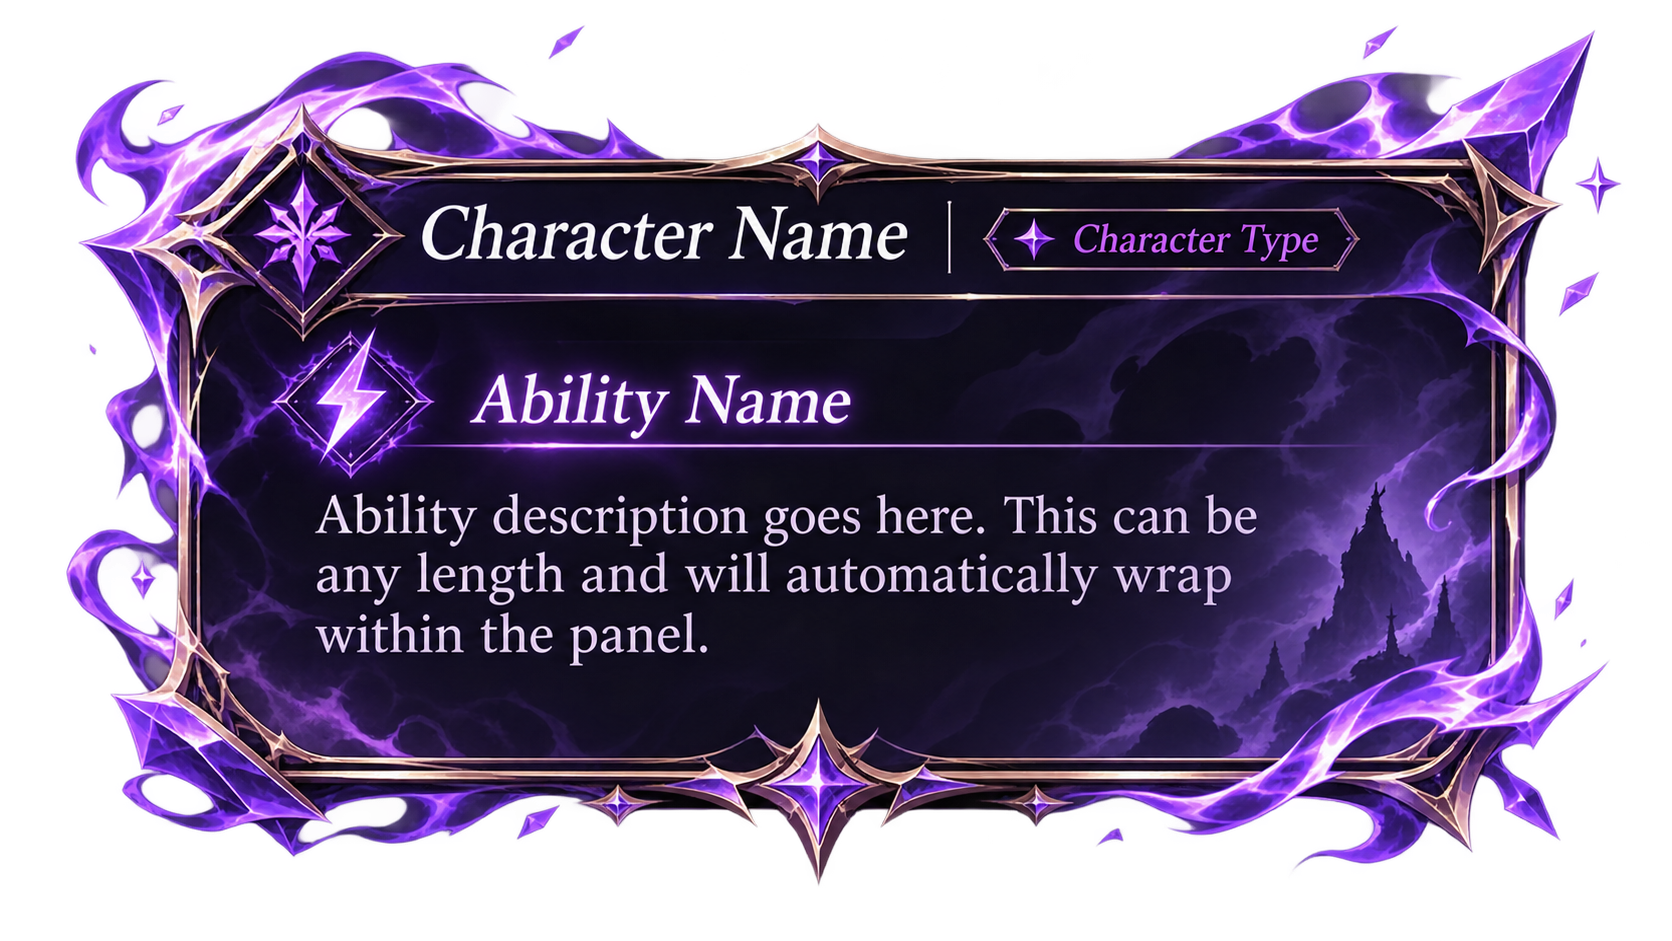 Character Name
Character Type
Ability Name
Ability description goes here. This can be
any length and will automatically wrap
within the panel.